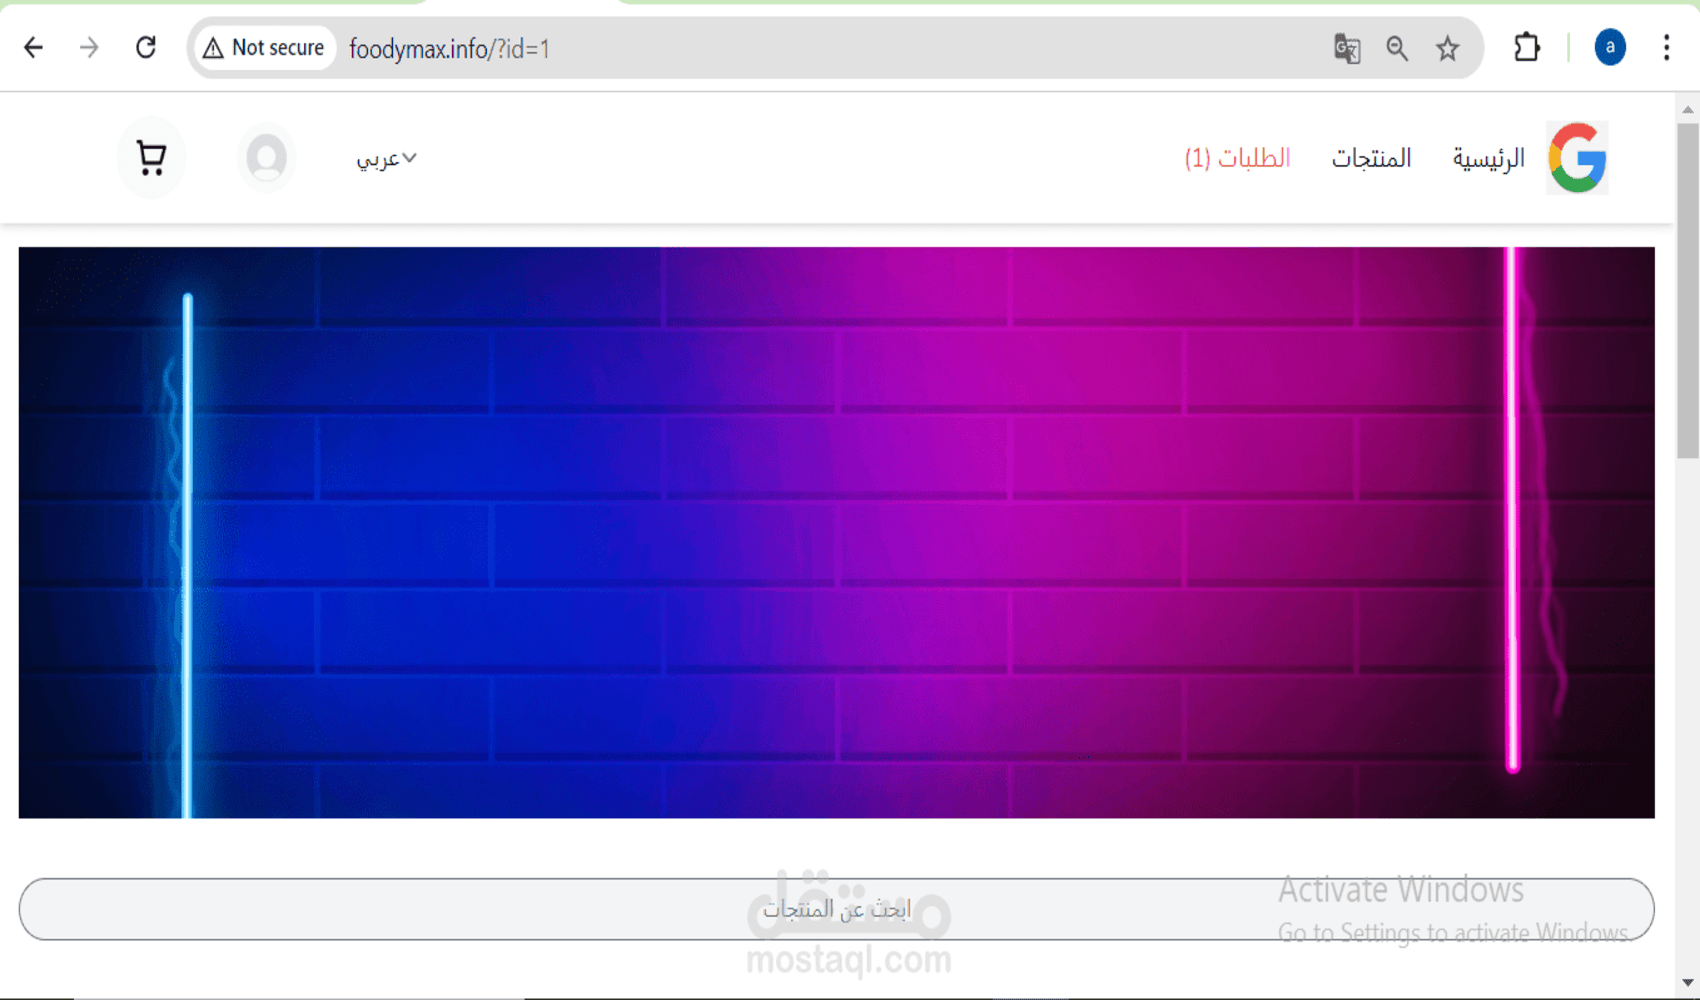 Not secure
foodymax.info/?id=1
a
الرئيسية
المنتجات
الطلبات (1)
عربي
ابحث عن المنتجات
مستقل
mostaql.com
Activate Windows
Go to Settings to activate Windows.